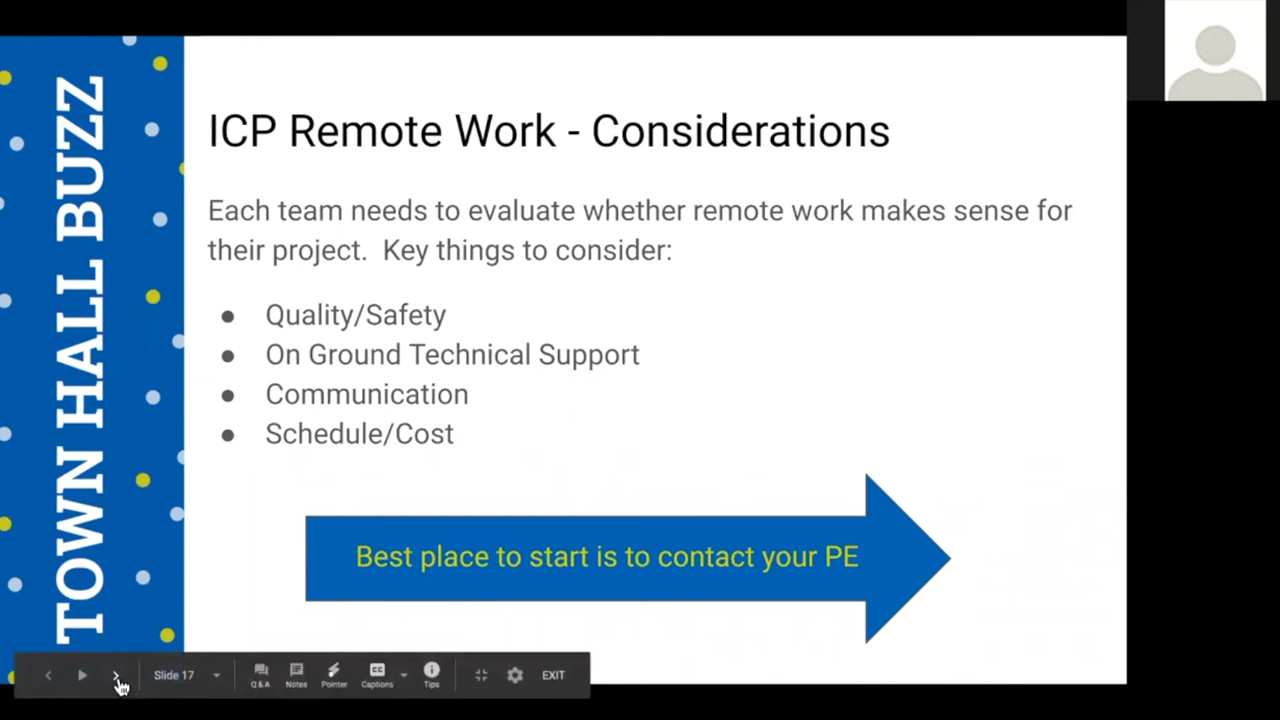 TOWN HALL BUZZ
ICP Remote Work - Considerations
Each team needs to evaluate whether remote work makes sense for
their project.  Key things to consider:
● Quality/Safety
● On Ground Technical Support
● Communication
● Schedule/Cost
Best place to start is to contact your PE
Slide 17
Q & A
Notes
Pointer
CC
Captions
Tips
EXIT